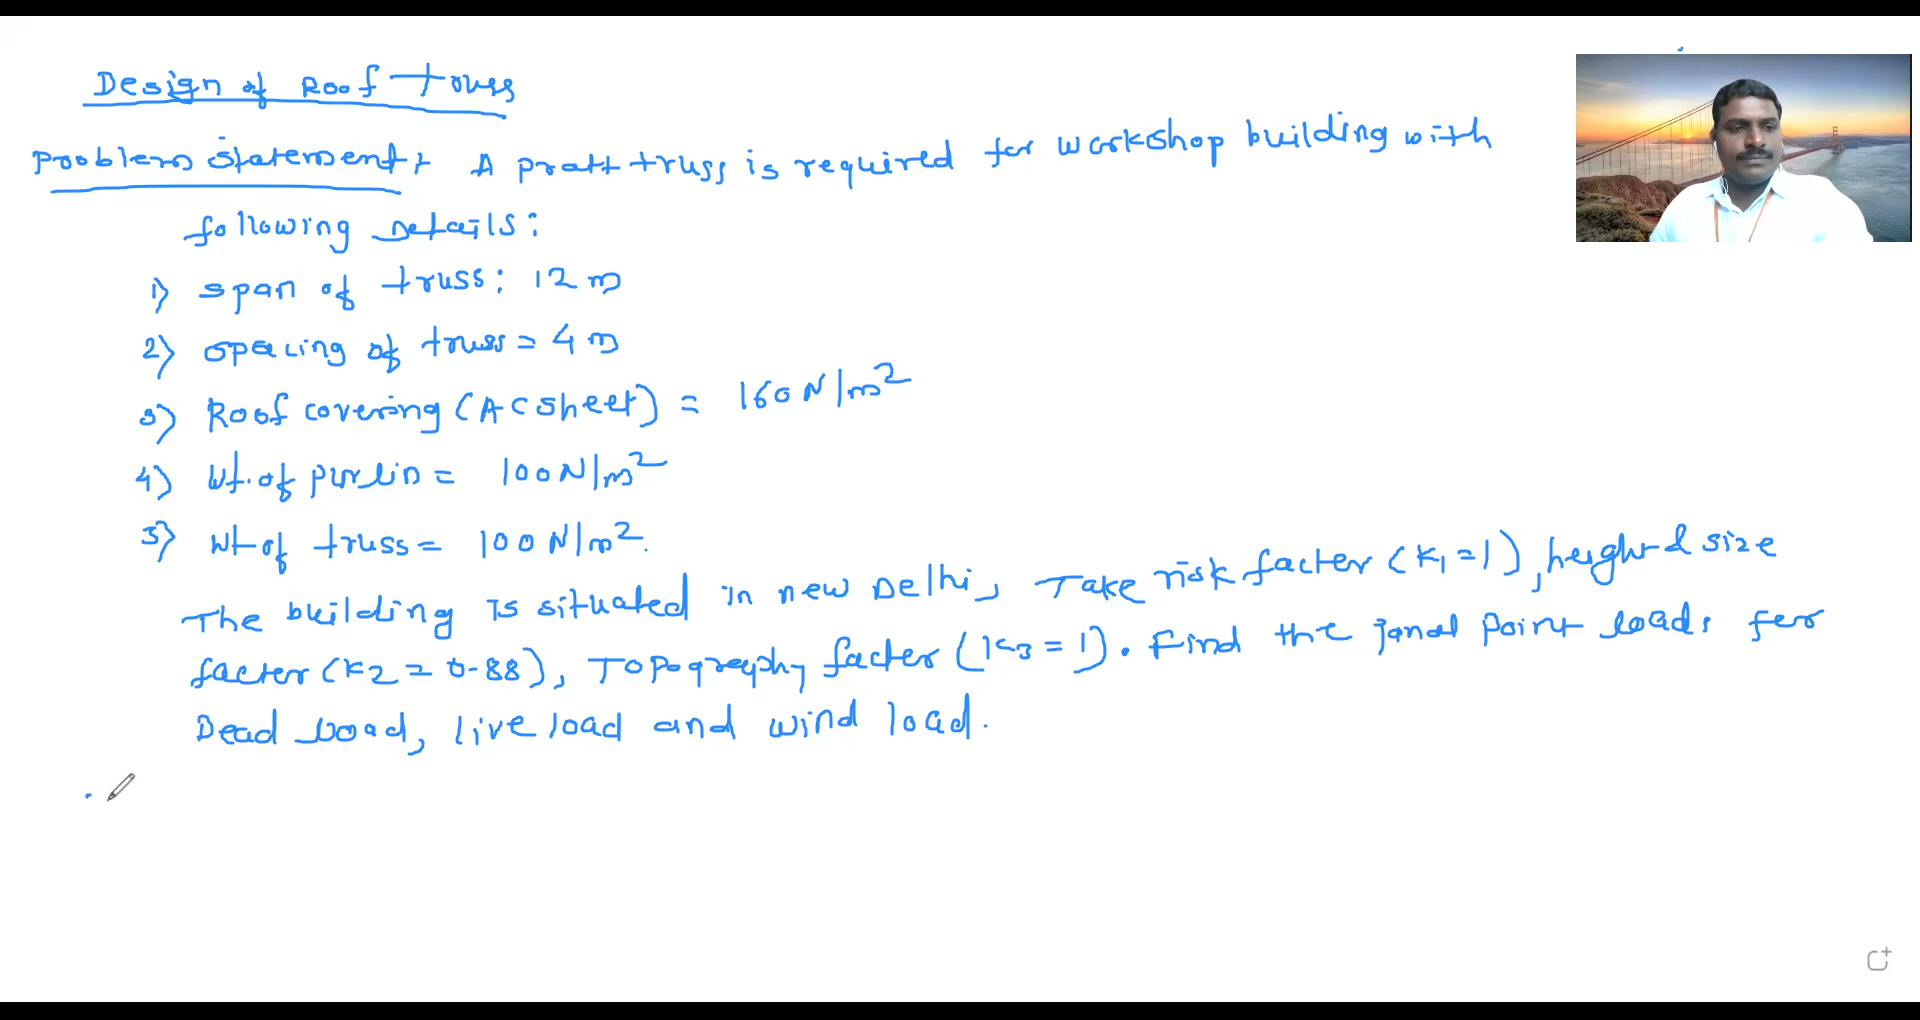 Design of Roof truss
Problem statement: A pratt truss is required for workshop building with
following Details:
1) span of truss: 12 m
2) spacing of truss = 4 m
3) Roof covering (AC sheet) = 160 N/m²
4) Wt. of purlin = 100 N/m²
5) Wt of truss = 100 N/m².
The building is situated in new Delhi, Take risk factor (K₁ = 1), height & size
factor (K₂ = 0.88), Topography factor (K₃ = 1). Find the panal point loads for
Dead load, live load and wind load.